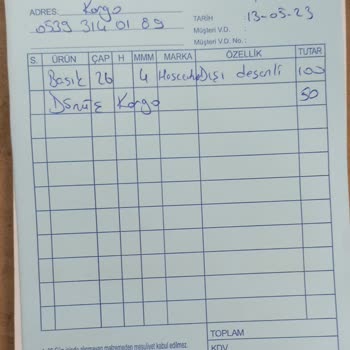 ADRES Kargo
0539 314 01 89
TARİH 13-05-23
Müşteri V.D.
Müşteri V.D. No. :
S. ÜRÜN ÇAP H MMM MARKA ÖZELLİK TUTAR
Basık 26 4 Dışı desenli 100
Dönüş Kargo 50
TOPLAM
KDV